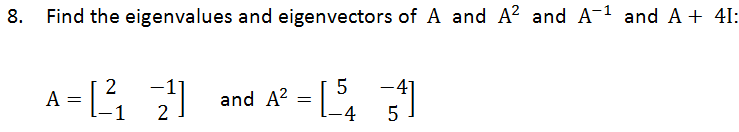 8. Find the eigenvalues and eigenvectors of A and A² and A⁻¹ and A + 4I:
A = [2 −1; −1 2] and A² = [5 −4; −4 5]